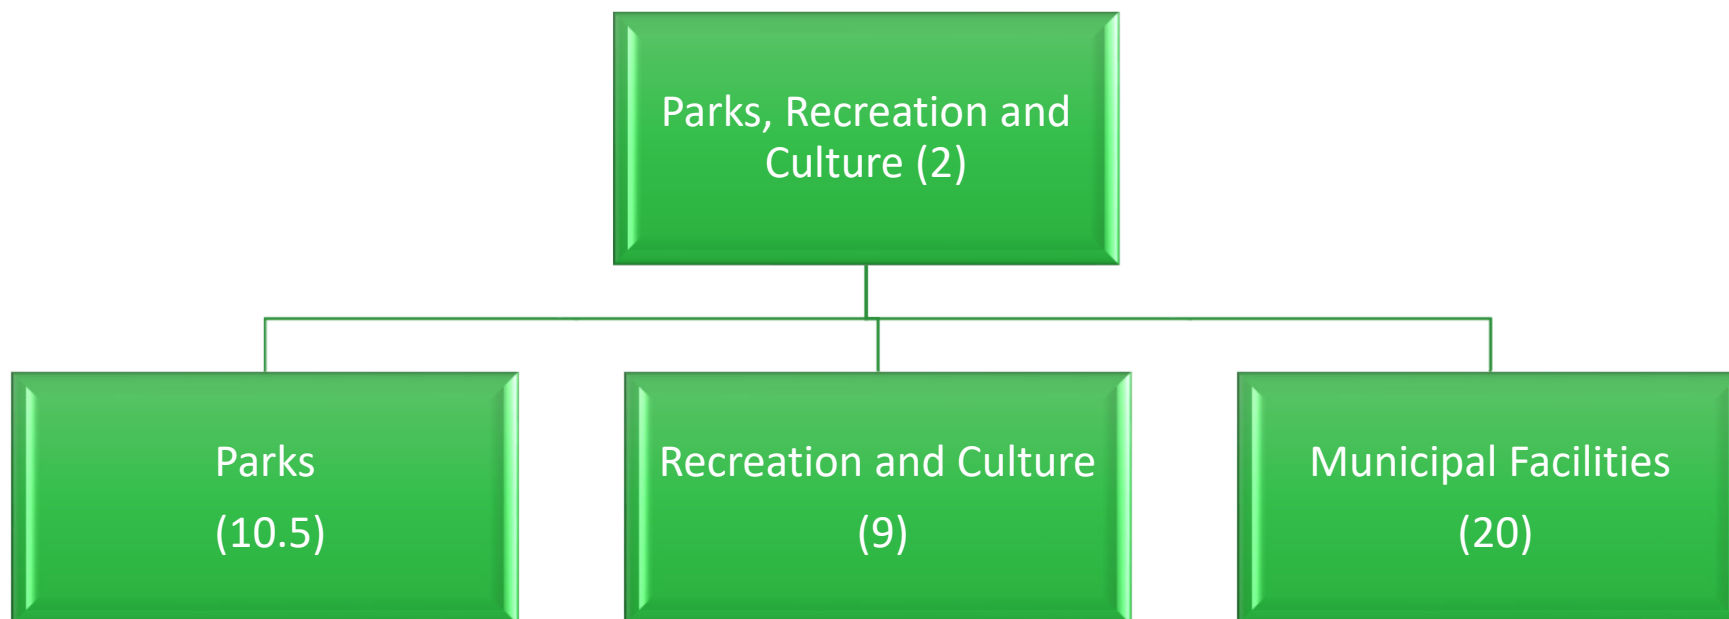 Parks, Recreation and
Culture (2)
Parks
(10.5)
Recreation and Culture
(9)
Municipal Facilities
(20)